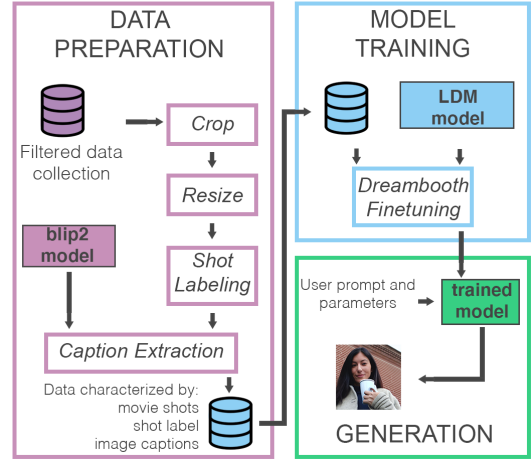 DATA
PREPARATION
Filtered data
collection
Crop
Resize
blip2
model
Shot
Labeling
Caption Extraction
Data characterized by:
movie shots
shot label
image captions
MODEL
TRAINING
LDM
model
Dreambooth
Finetuning
User prompt and
parameters
trained
model
GENERATION